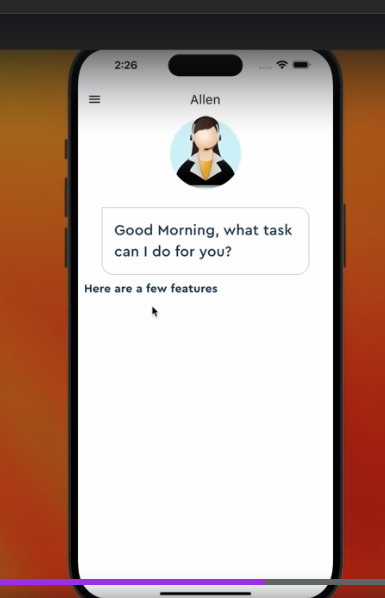 2:26
Allen
Good Morning, what task
can I do for you?
Here are a few features